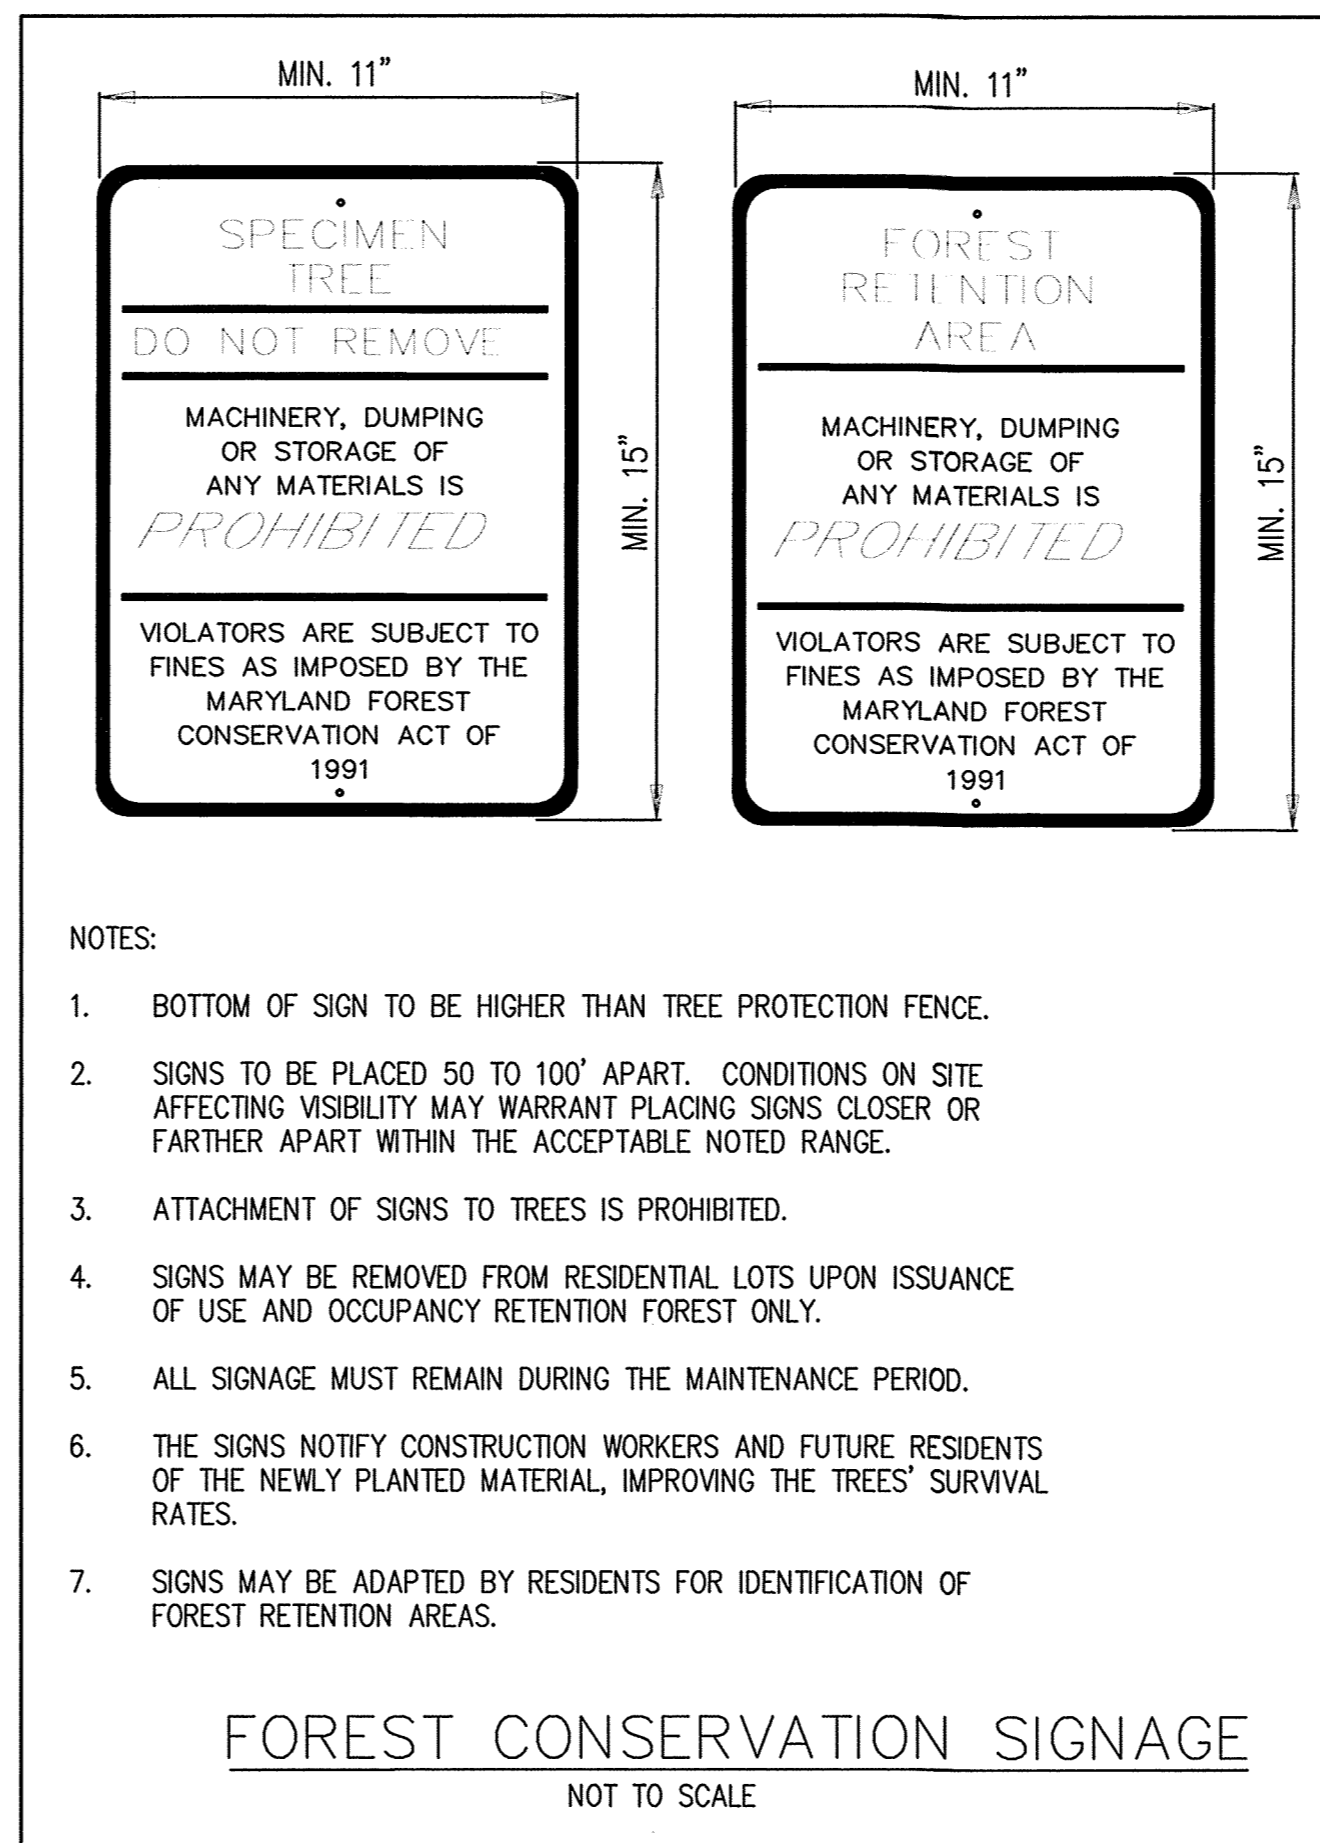 MIN. 11"
SPECIMEN
TREE
DO NOT REMOVE
MACHINERY, DUMPING
OR STORAGE OF
ANY MATERIALS IS
PROHIBITED
VIOLATORS ARE SUBJECT TO
FINES AS IMPOSED BY THE
MARYLAND FOREST
CONSERVATION ACT OF
1991
MIN. 15"
MIN. 11"
FOREST
RETENTION
AREA
MACHINERY, DUMPING
OR STORAGE OF
ANY MATERIALS IS
PROHIBITED
VIOLATORS ARE SUBJECT TO
FINES AS IMPOSED BY THE
MARYLAND FOREST
CONSERVATION ACT OF
1991
MIN. 15"
NOTES:
1. BOTTOM OF SIGN TO BE HIGHER THAN TREE PROTECTION FENCE.
2. SIGNS TO BE PLACED 50 TO 100' APART. CONDITIONS ON SITE
AFFECTING VISIBILITY MAY WARRANT PLACING SIGNS CLOSER OR
FARTHER APART WITHIN THE ACCEPTABLE NOTED RANGE.
3. ATTACHMENT OF SIGNS TO TREES IS PROHIBITED.
4. SIGNS MAY BE REMOVED FROM RESIDENTIAL LOTS UPON ISSUANCE
OF USE AND OCCUPANCY RETENTION FOREST ONLY.
5. ALL SIGNAGE MUST REMAIN DURING THE MAINTENANCE PERIOD.
6. THE SIGNS NOTIFY CONSTRUCTION WORKERS AND FUTURE RESIDENTS
OF THE NEWLY PLANTED MATERIAL, IMPROVING THE TREES' SURVIVAL
RATES.
7. SIGNS MAY BE ADAPTED BY RESIDENTS FOR IDENTIFICATION OF
FOREST RETENTION AREAS.
FOREST CONSERVATION SIGNAGE
NOT TO SCALE